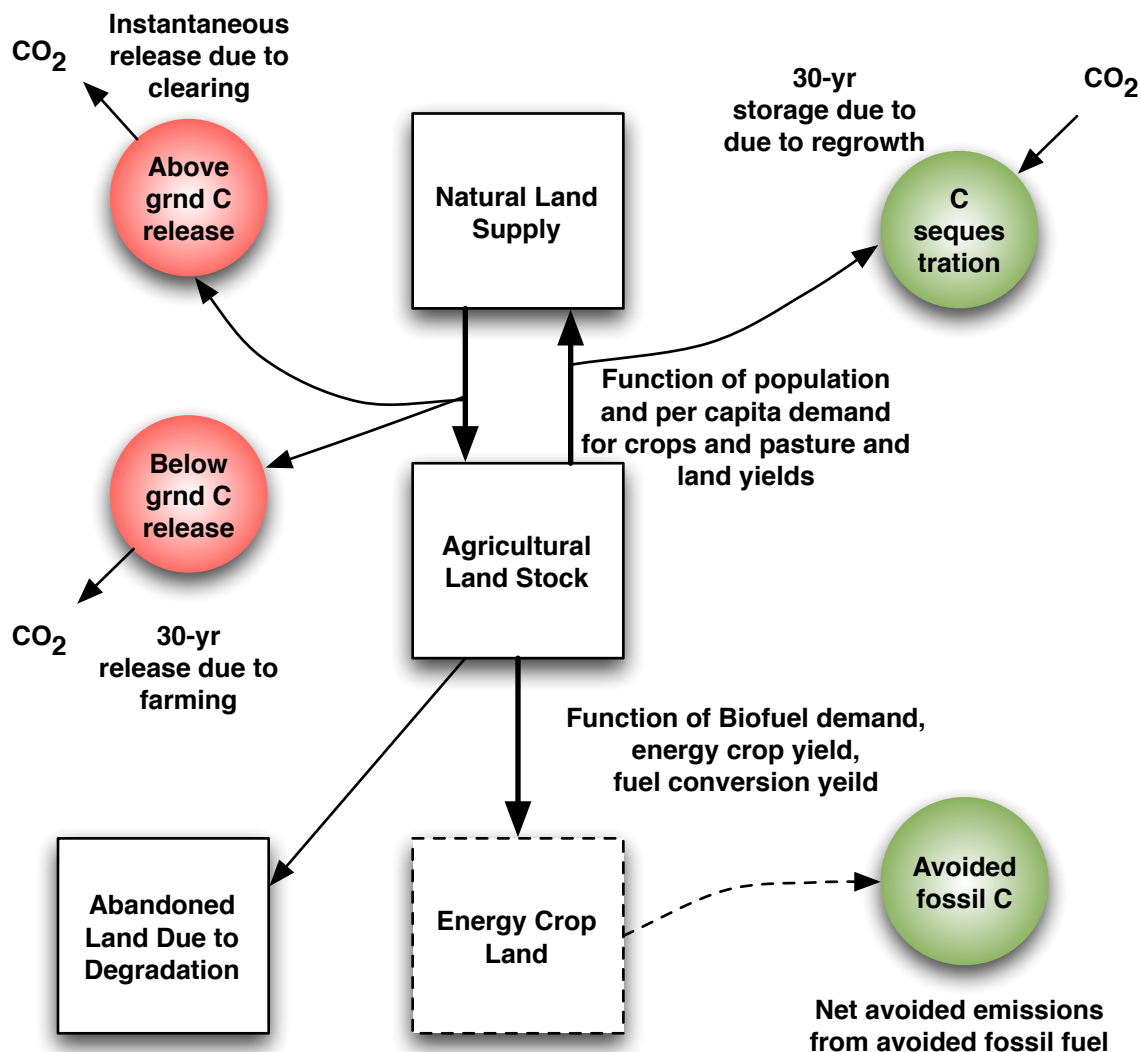 Instantaneous
release due to
clearing
CO2
Above
grnd C
release
Natural Land
Supply
30-yr
storage due to
due to regrowth
CO2
C
seques
tration
Function of population
and per capita demand
for crops and pasture and
land yields
Below
grnd C
release
CO2
30-yr
release due to
farming
Agricultural
Land Stock
Function of Biofuel demand,
energy crop yield,
fuel conversion yeild
Abandoned
Land Due to
Degradation
Energy Crop
Land
Avoided
fossil C
Net avoided emissions
from avoided fossil fuel